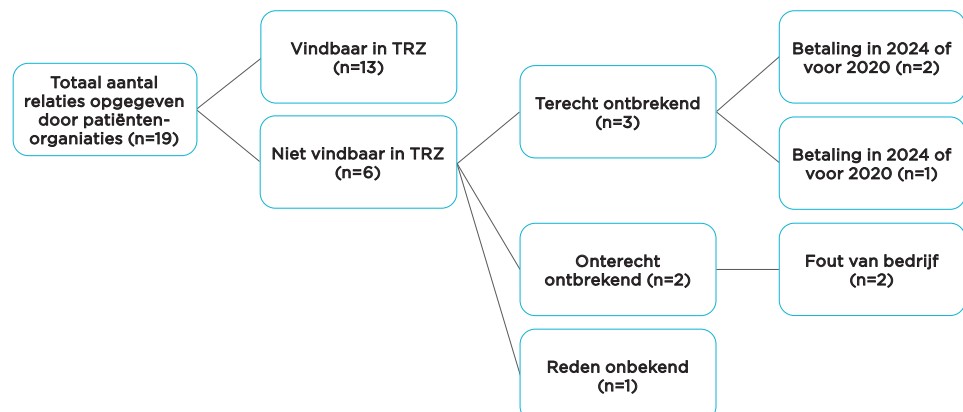 Totaal aantal
relaties opgegeven
door patiënten-
organiaties (n=19)
Vindbaar in TRZ
(n=13)
Niet vindbaar in TRZ
(n=6)
Terecht ontbrekend
(n=3)
Onterecht
ontbrekend (n=2)
Reden onbekend
(n=1)
Betaling in 2024 of
voor 2020 (n=2)
Betaling in 2024 of
voor 2020 (n=1)
Fout van bedrijf
(n=2)